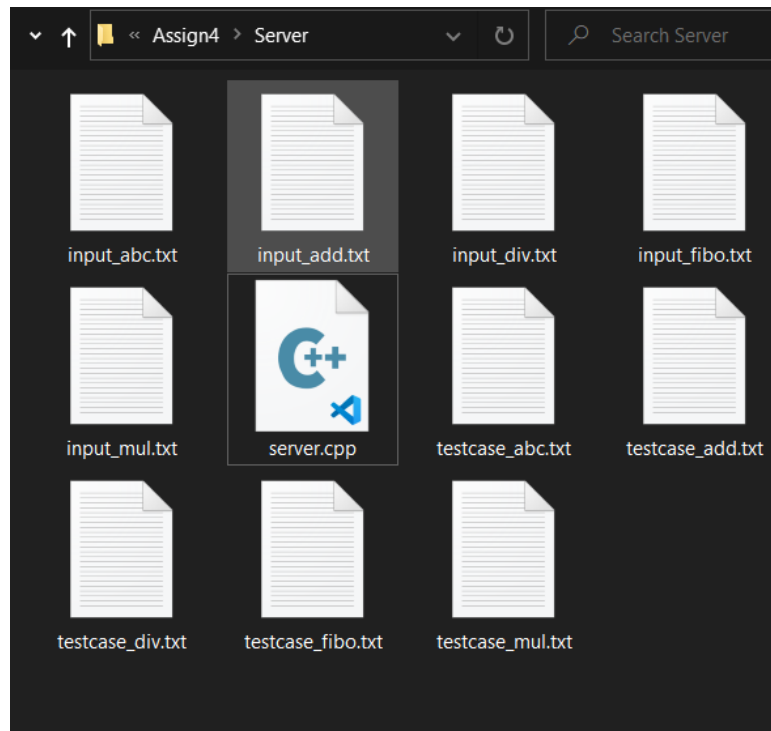 « Assign4 > Server Search Server
input_abc.txt input_add.txt input_div.txt input_fibo.txt
C++
input_mul.txt server.cpp testcase_abc.txt testcase_add.txt
testcase_div.txt testcase_fibo.txt testcase_mul.txt